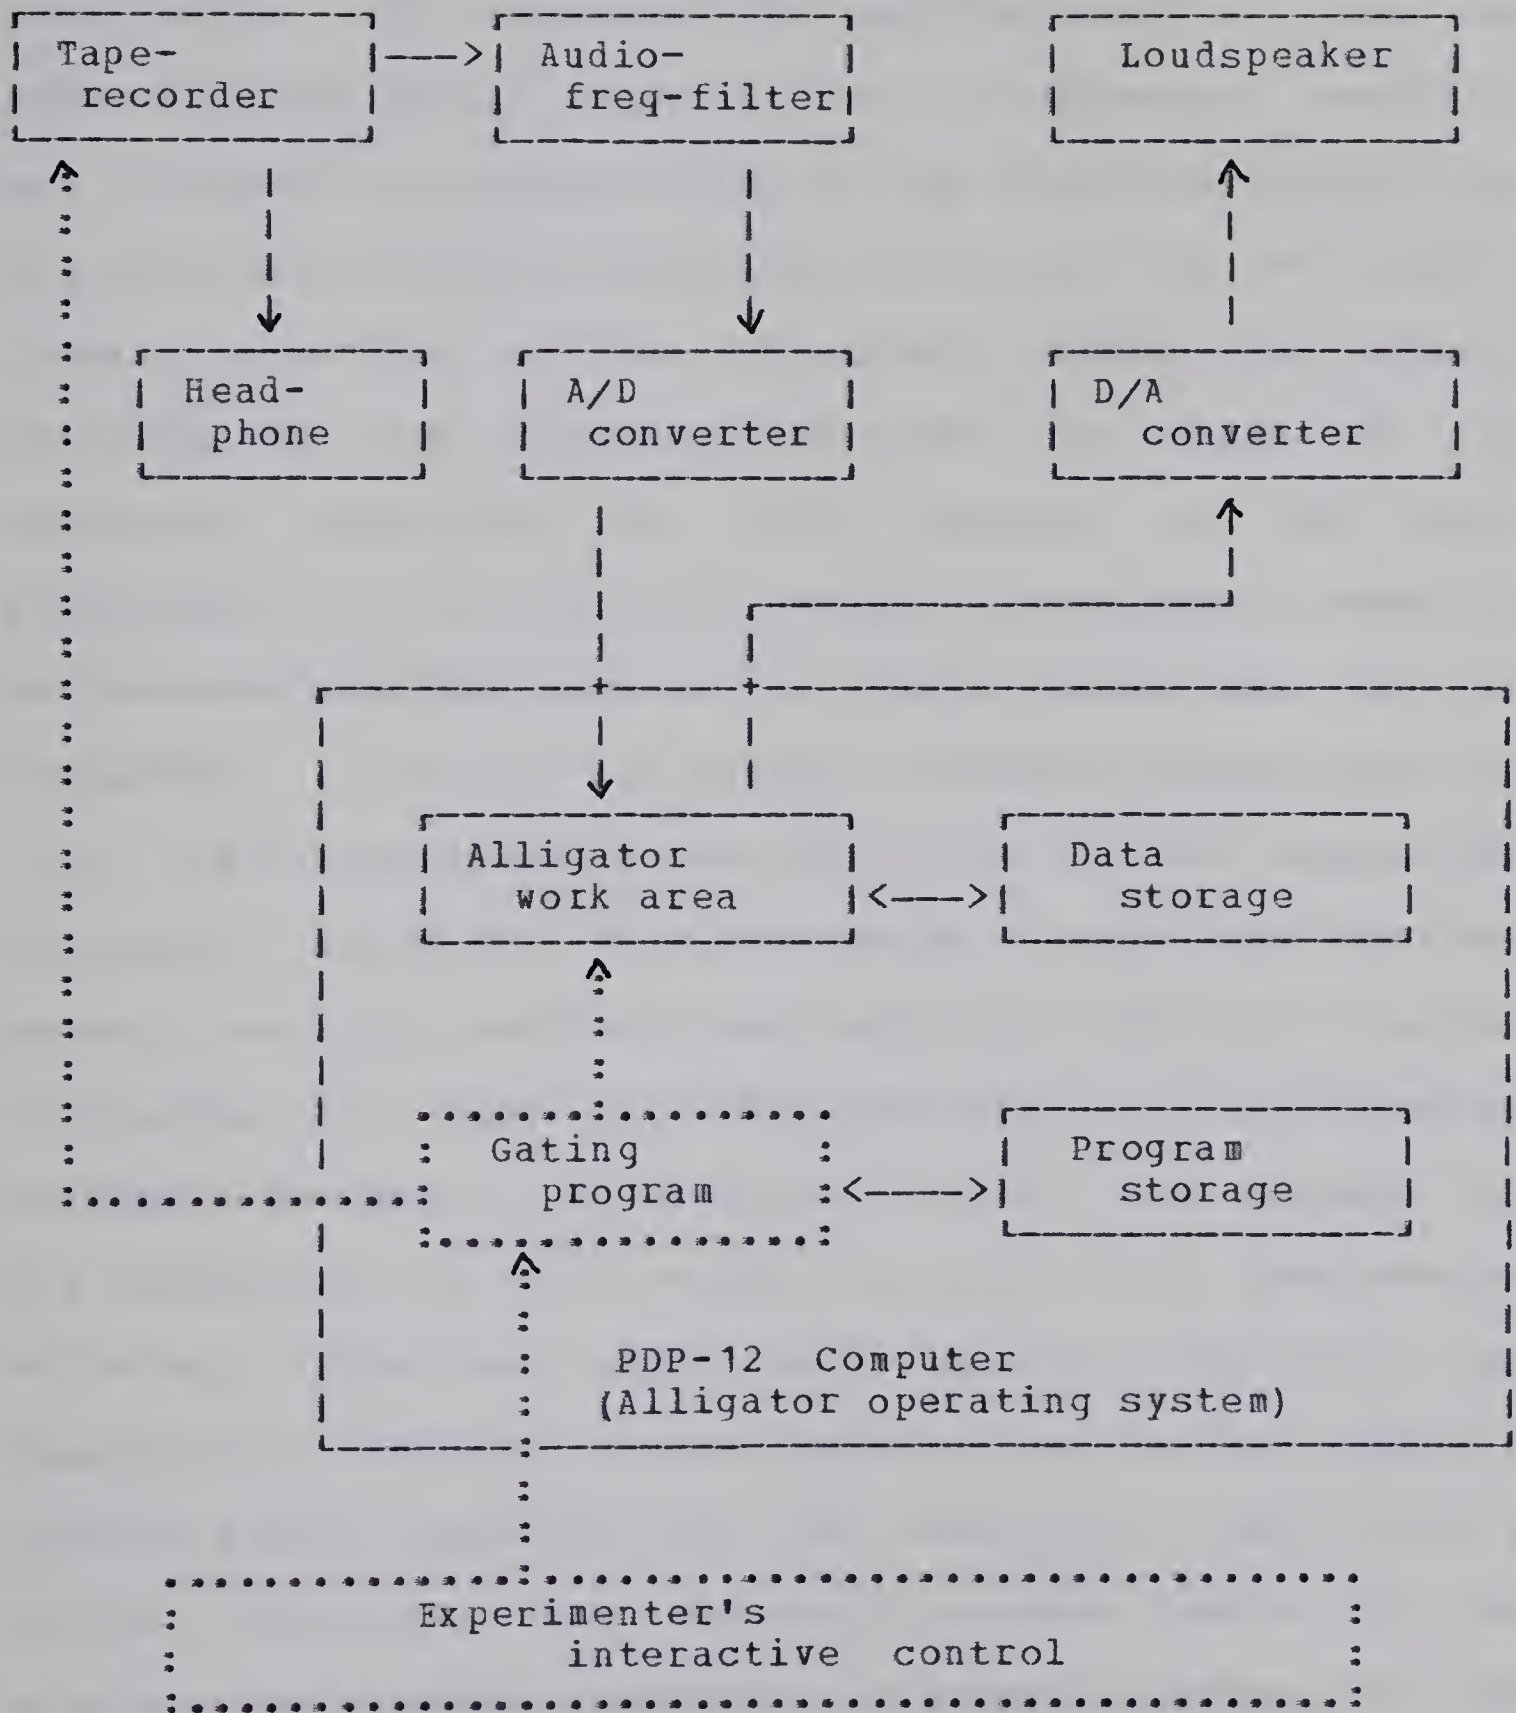 Tape-
recorder
Audio-
freq-filter
Loudspeaker
Head-
phone
A/D
converter
D/A
converter
Alligator
work area
Data
storage
Gating
program
Program
storage
PDP-12 Computer
(Alligator operating system)
Experimenter's
interactive control